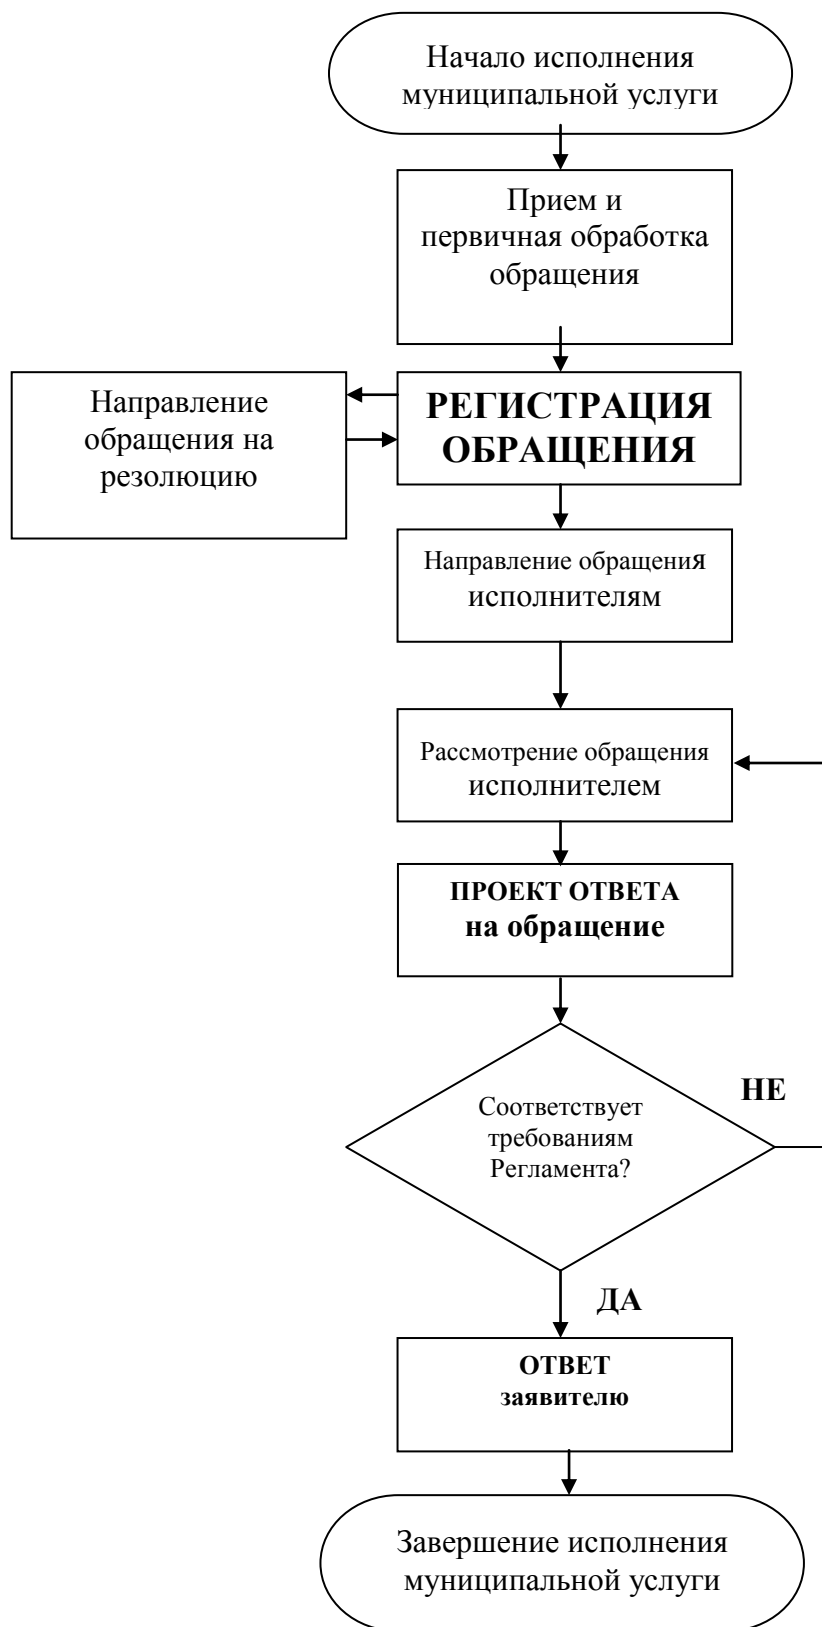 Начало исполнения
муниципальной услуги
Прием и
первичная обработка
обращения
Направление
обращения на
резолюцию
РЕГИСТРАЦИЯ
ОБРАЩЕНИЯ
Направление обращения
исполнителям
Рассмотрение обращения
исполнителем
ПРОЕКТ ОТВЕТА
на обращение
НЕ
Соответствует
требованиям
Регламента?
ДА
ОТВЕТ
заявителю
Завершение исполнения
муниципальной услуги